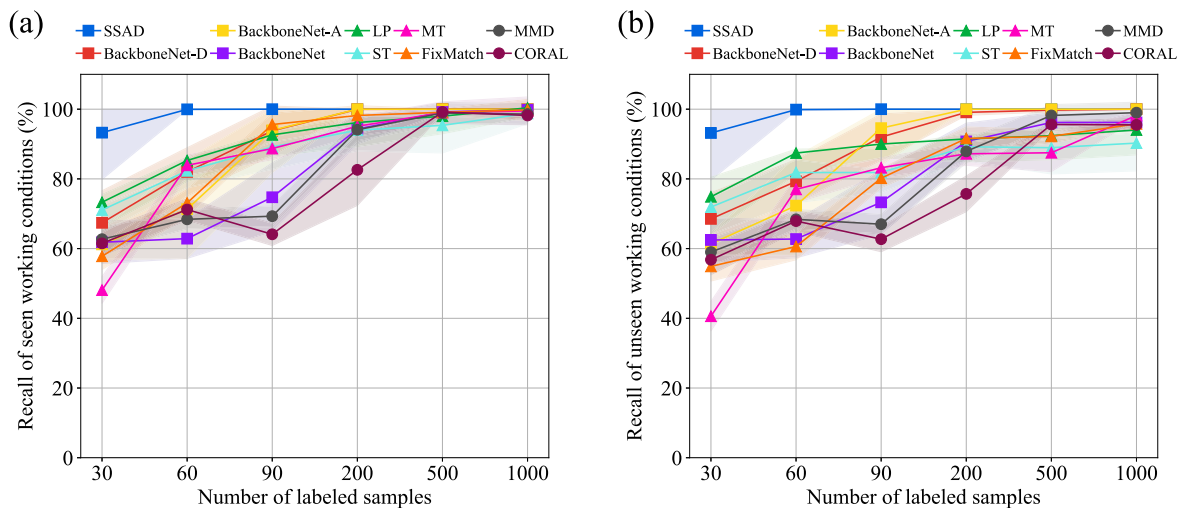 (a)
SSAD BackboneNet-A LP MT MMD
BackboneNet-D BackboneNet ST FixMatch CORAL
Recall of seen working conditions (%)
100
80
60
40
20
0
30 60 90 200 500 1000
Number of labeled samples
(b)
SSAD BackboneNet-A LP MT MMD
BackboneNet-D BackboneNet ST FixMatch CORAL
Recall of unseen working conditions (%)
100
80
60
40
20
0
30 60 90 200 500 1000
Number of labeled samples